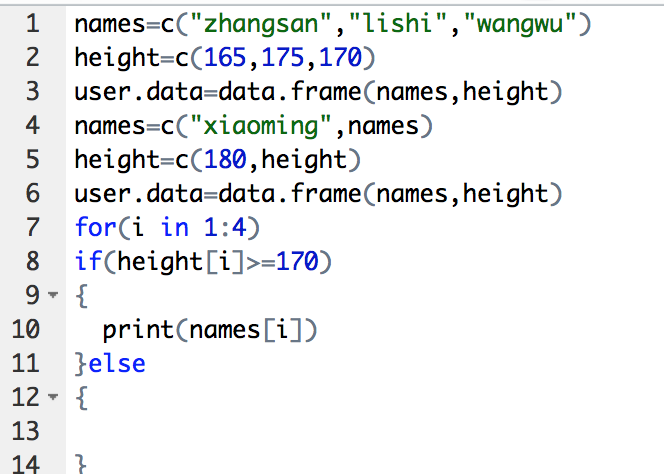 1 names=c("zhangsan","lishi","wangwu")
2 height=c(165,175,170)
3 user.data=data.frame(names,height)
4 names=c("xiaoming",names)
5 height=c(180,height)
6 user.data=data.frame(names,height)
7 for(i in 1:4)
8 if(height[i]>=170)
9 {
10   print(names[i])
11 }else
12 {
13
14 }